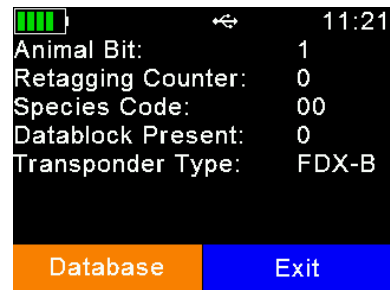 11:21
Animal Bit: 1
Retagging Counter: 0
Species Code: 00
Datablock Present: 0
Transponder Type: FDX-B
Database Exit